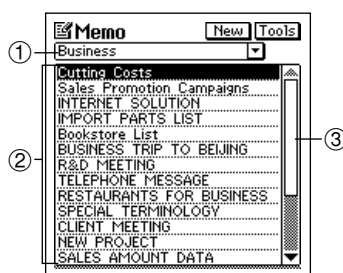 Memo New Tools
① Business
Cutting Costs
Sales Promotion Campaigns
INTERNET SOLUTION
IMPORT PARTS LIST
③
Bookstore List
BUSINESS TRIP TO BEIJING
② R&D MEETING
TELEPHONE MESSAGE
RESTAURANTS FOR BUSINESS
SPECIAL TERMINOLOGY
CLIENT MEETING
NEW PROJECT
SALES AMOUNT DATA